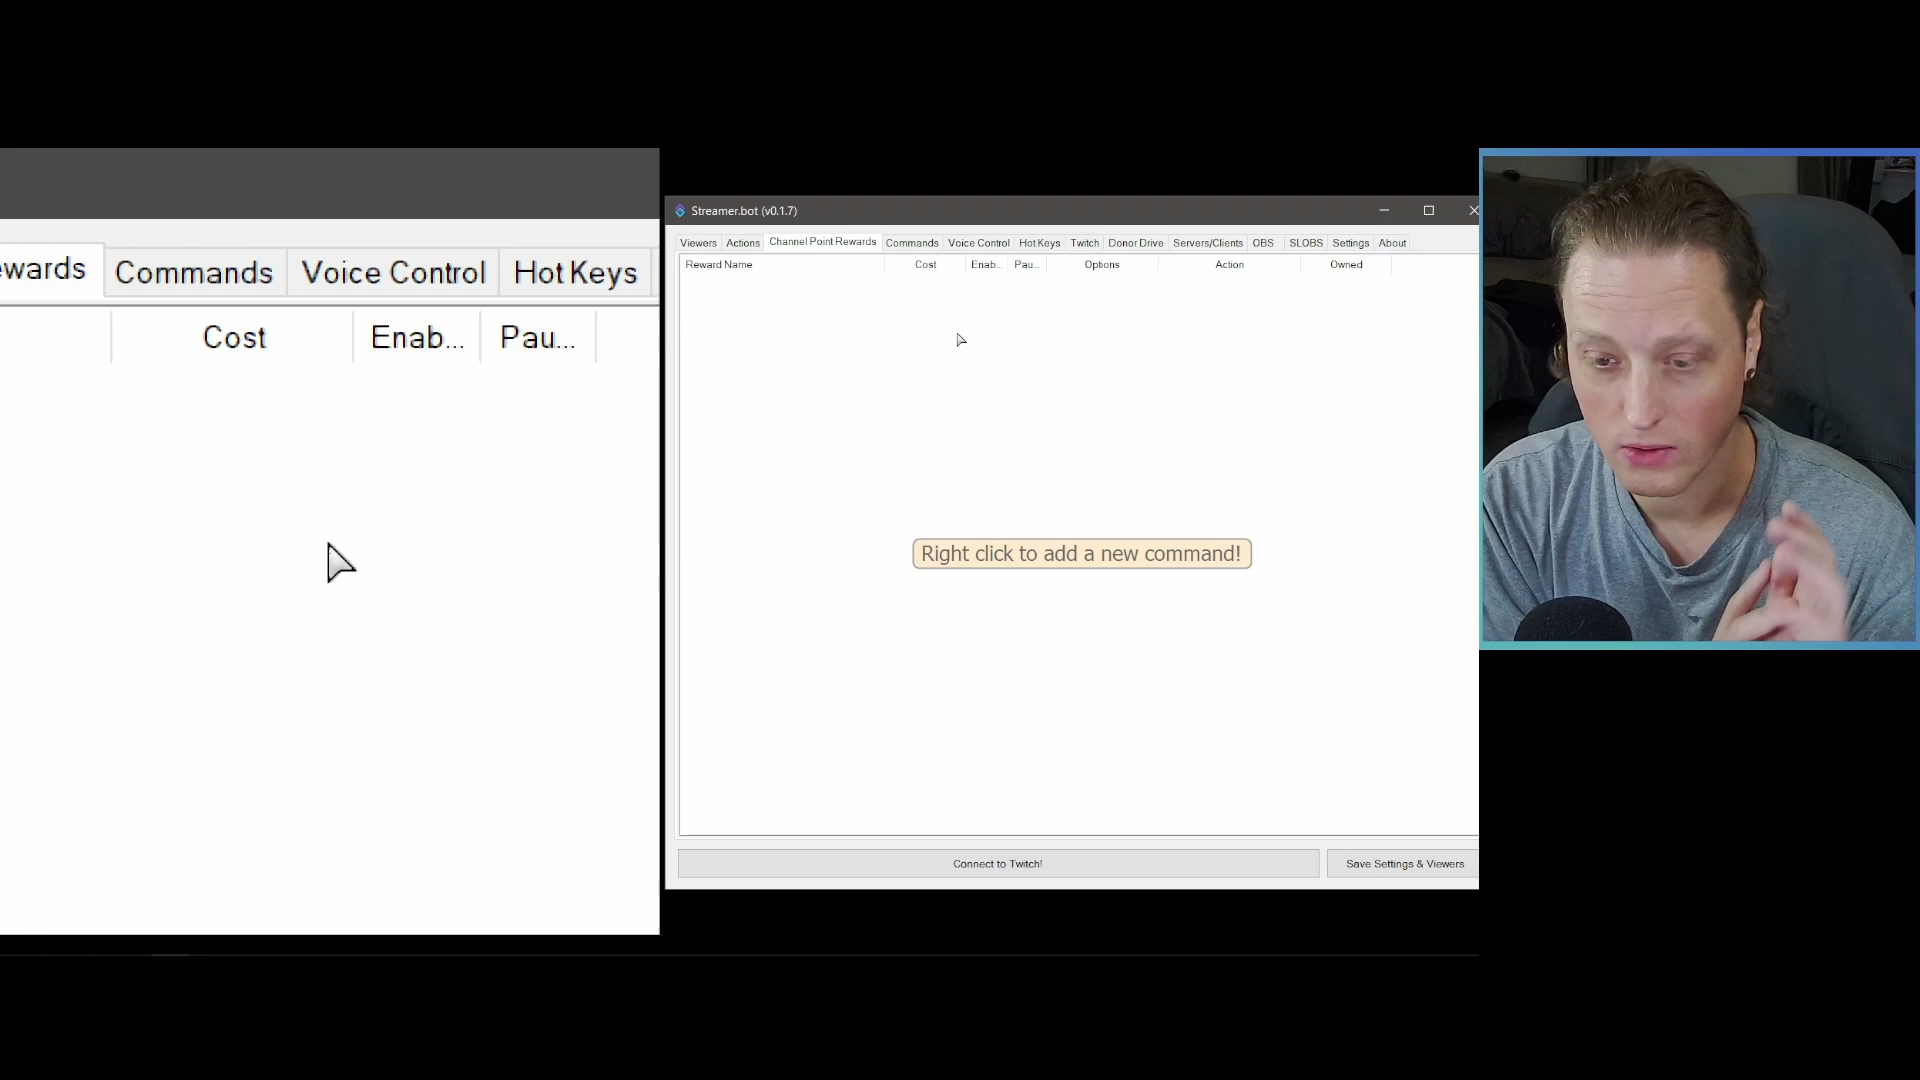 ewards Commands Voice Control Hot Keys
Cost Enab... Pau...
Streamer.bot (v0.1.7)
Viewers Actions Channel Point Rewards Commands Voice Control Hot Keys Twitch Donor Drive Servers/Clients OBS SLOBS Settings About
Reward Name Cost Enab... Pau... Options Action Owned
Right click to add a new command!
Connect to Twitch! Save Settings & Viewers